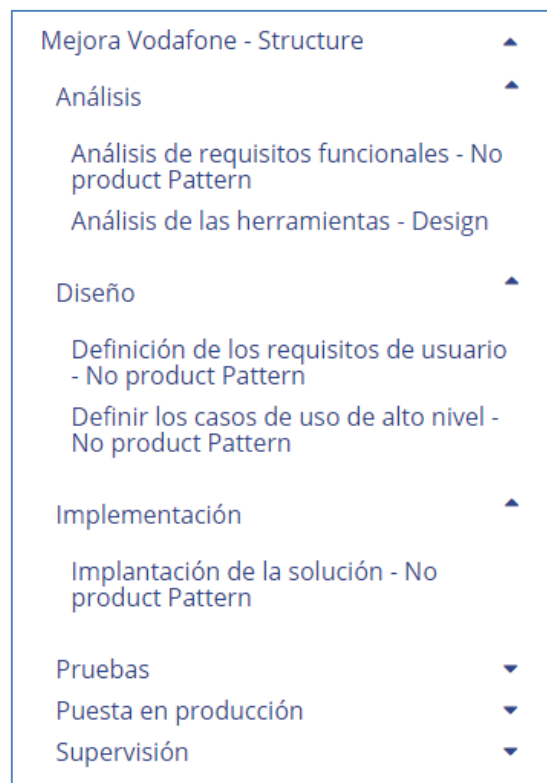 Mejora Vodafone - Structure
Análisis
Análisis de requisitos funcionales - No
product Pattern
Análisis de las herramientas - Design
Diseño
Definición de los requisitos de usuario
- No product Pattern
Definir los casos de uso de alto nivel -
No product Pattern
Implementación
Implantación de la solución - No
product Pattern
Pruebas
Puesta en producción
Supervisión